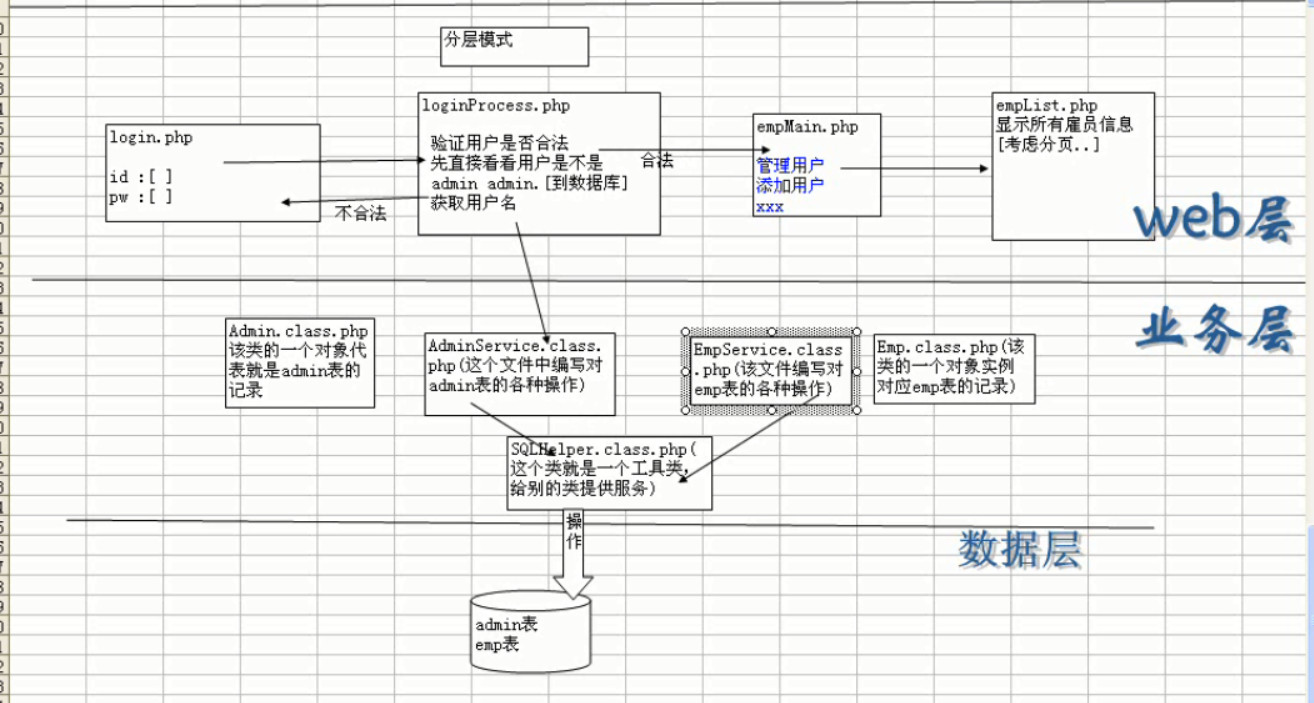 分层模式
login.php
id :[ ]
pw :[ ]
loginProcess.php
验证用户是否合法
先直接看看用户是不是
admin admin.[到数据库]
获取用户名
合法
不合法
empMain.php
管理用户
添加用户
xxx
empList.php
显示所有雇员信息
[考虑分页..]
web层
业务层
Admin.class.php
该类的一个对象代
表就是admin表的
记录
AdminService.class.
php(这个文件中编写对
admin表的各种操作)
EmpService.class
.php(该文件编写对
emp表的各种操作)
Emp.class.php(该
类的一个对象实例
对应emp表的记录)
SQLHelper.class.php(
这个类就是一个工具类,
给别的类提供服务)
操
作
数据层
admin表
emp表